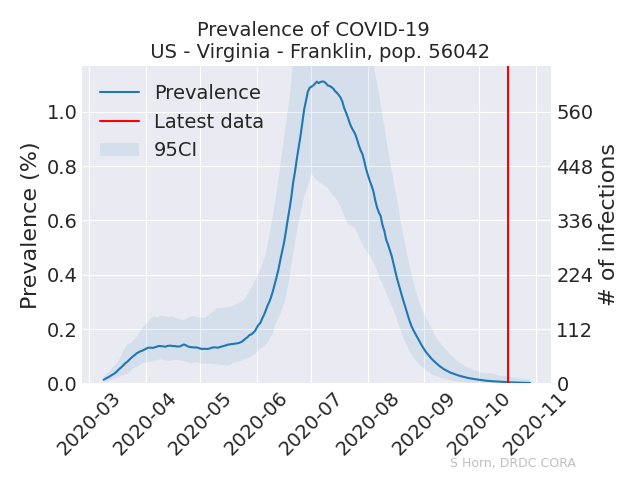 Prevalence of COVID-19
US - Virginia - Franklin, pop. 56042
Prevalence
Latest data
95CI
Prevalence (%)
1.0
0.8
0.6
0.4
0.2
0.0
# of infections
560
448
336
224
112
0
2020-03
2020-04
2020-05
2020-06
2020-07
2020-08
2020-09
2020-10
2020-11
S Horn, DRDC CORA